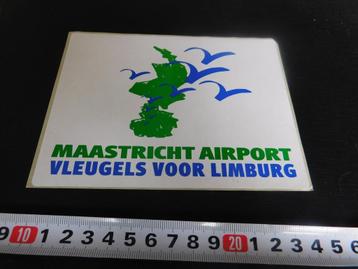 MAASTRICHT AIRPORT
VLEUGELS VOOR LIMBURG
9 10 1 2 3 4 5 6 7 8 9 20 1 2 3 4 5 6